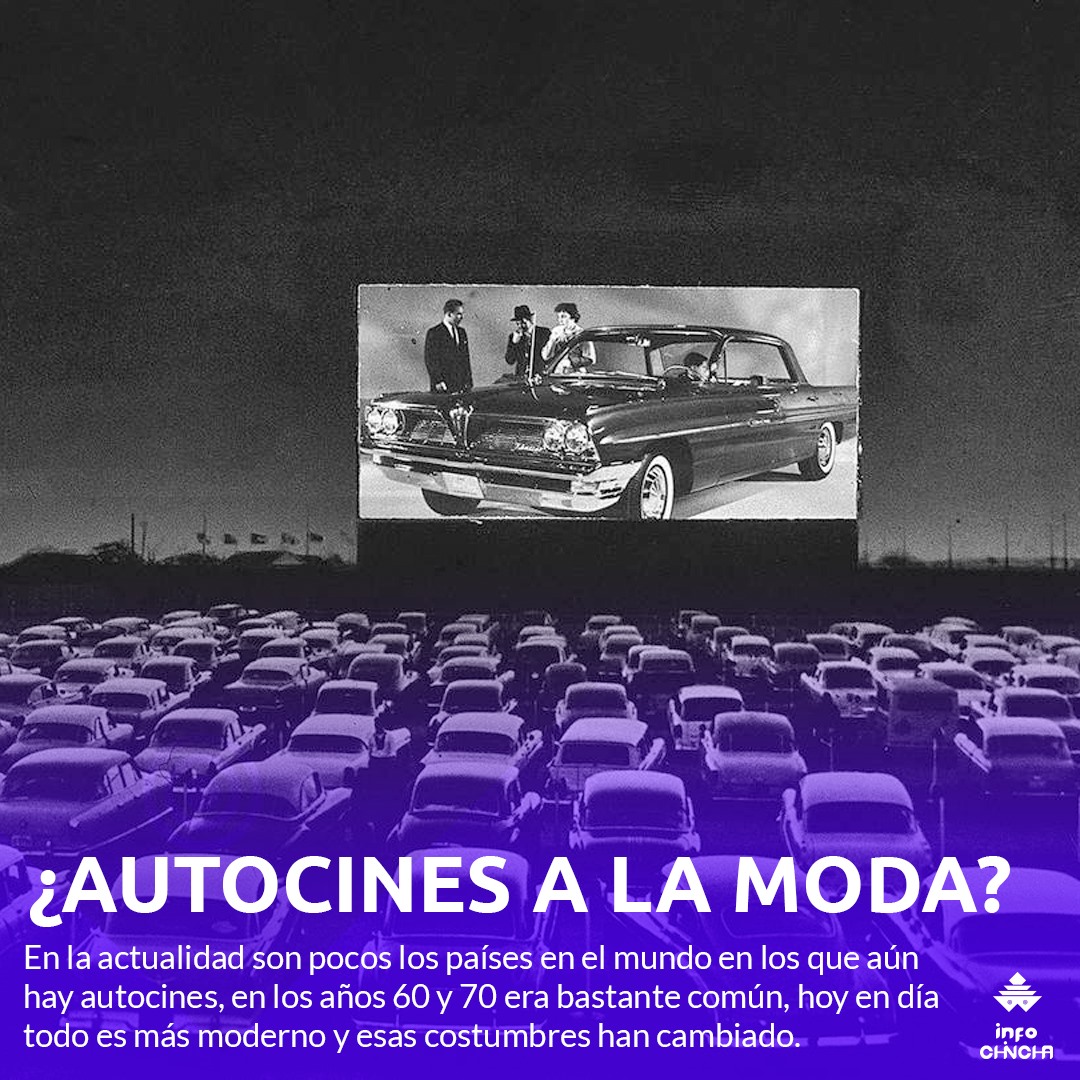 ¿AUTOCINES A LA MODA?
En la actualidad son pocos los países en el mundo en los que aún
hay autocines, en los años 60 y 70 era bastante común, hoy en día
todo es más moderno y esas costumbres han cambiado.
info
CHINCHA